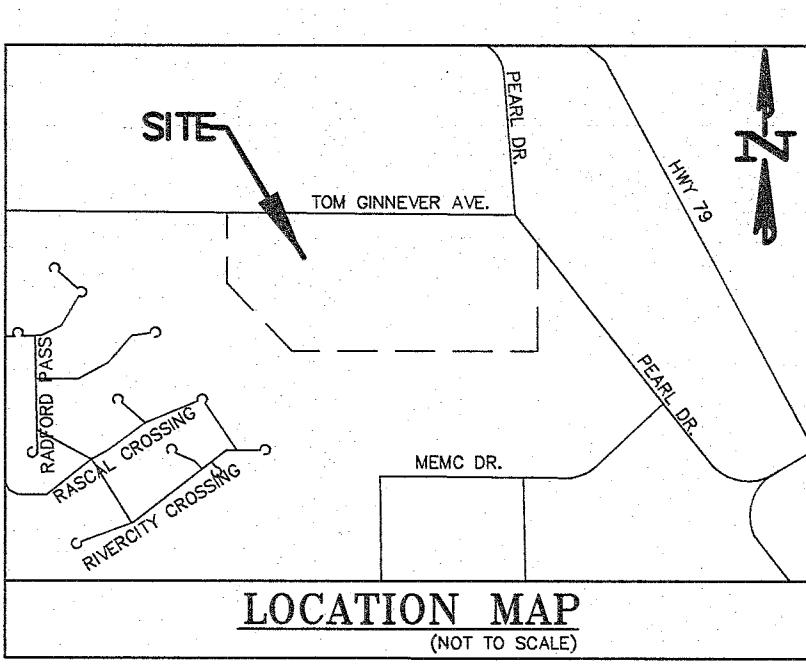 PEARL DR.
SITE
N
HWY 79
TOM GINNEVER AVE.
RADFORD PASS
PEARL DR.
RASCAL CROSSING
MEMC DR.
RIVERCITY CROSSING
LOCATION MAP
(NOT TO SCALE)